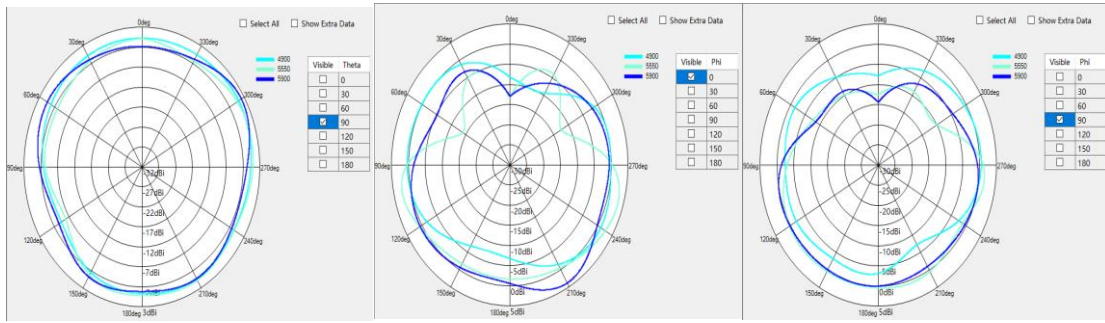 Select All Show Extra Data
0deg
30deg
330deg
60deg
300deg
90deg
270deg
120deg
240deg
150deg
210deg
180deg 3dBi
-32dBi
-27dBi
-22dBi
-17dBi
-12dBi
-7dBi
4900
5550
5900
Visible Theta
0
30
60
90
120
150
180
Select All Show Extra Data
0deg
30deg
330deg
60deg
300deg
90deg
270deg
120deg
240deg
150deg
210deg
180deg 5dBi
-30dBi
-25dBi
-20dBi
-15dBi
-10dBi
-5dBi
0dBi
4900
5550
5900
Visible Phi
0
30
60
90
120
150
180
Select All Show Extra Data
0deg
30deg
330deg
60deg
300deg
90deg
270deg
120deg
240deg
150deg
210deg
180deg 5dBi
-30dBi
-25dBi
-20dBi
-15dBi
-10dBi
-5dBi
0dBi
4900
5550
5900
Visible Phi
0
30
60
90
120
150
180